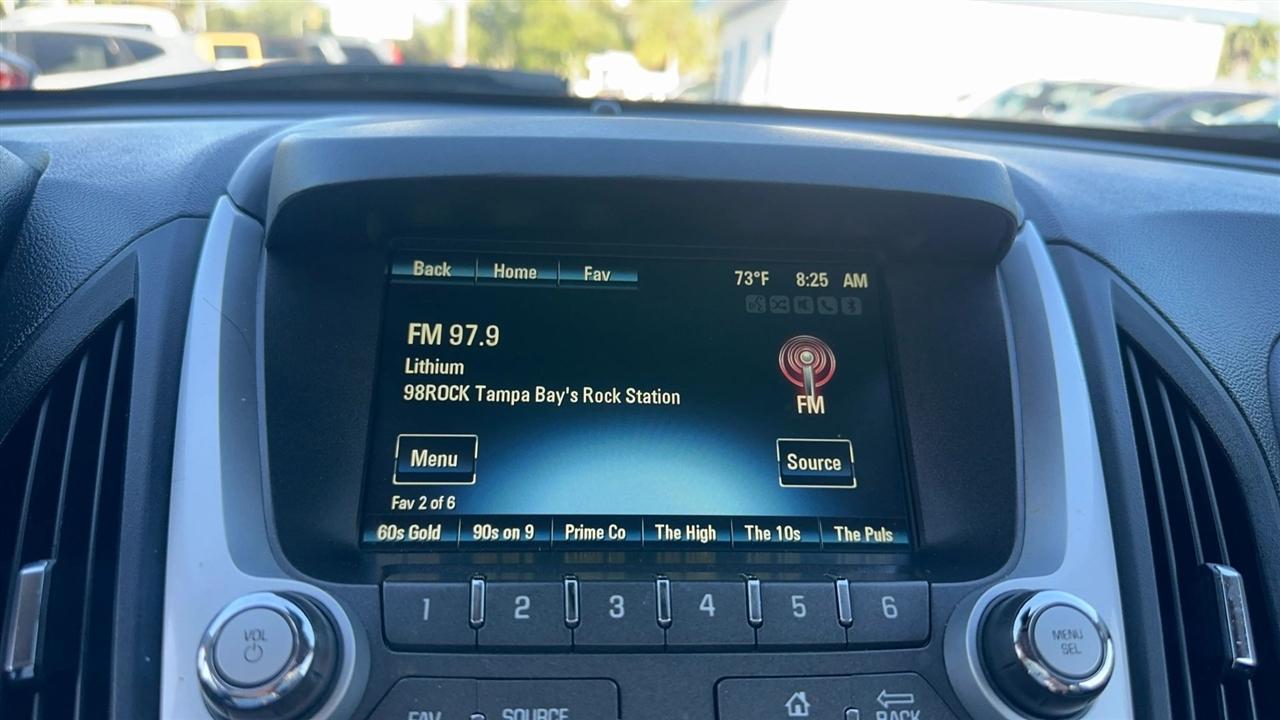 Back Home Fav 73°F 8:25 AM
FM 97.9
Lithium
98ROCK Tampa Bay's Rock Station
FM
Menu Source
Fav 2 of 6
60s Gold 90s on 9 Prime Co The High The 10s The Puls
1 2 3 4 5 6
VOL
MENU
SEL
FAV SOURCE BACK